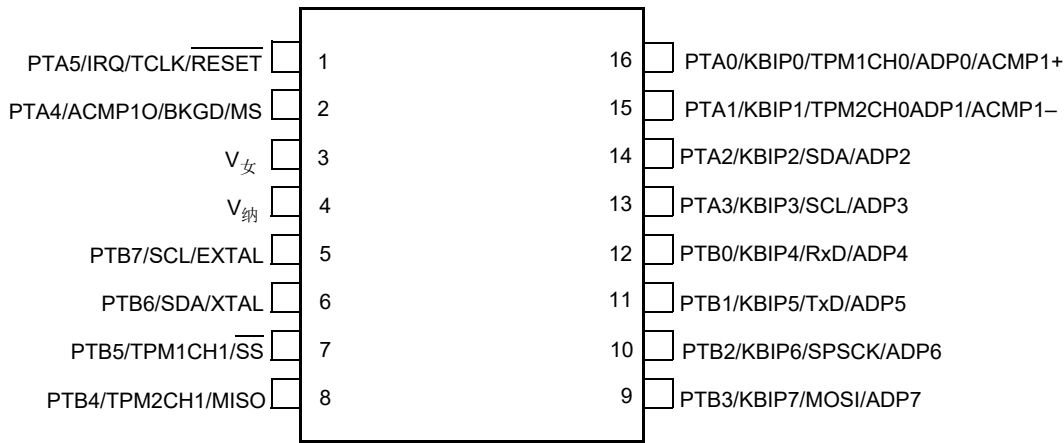 PTA5/IRQ/TCLK/RESET 1
PTA4/ACMP1O/BKGD/MS 2
V女 3
V纳 4
PTB7/SCL/EXTAL 5
PTB6/SDA/XTAL 6
PTB5/TPM1CH1/SS 7
PTB4/TPM2CH1/MISO 8
16 PTA0/KBIP0/TPM1CH0/ADP0/ACMP1+
15 PTA1/KBIP1/TPM2CH0ADP1/ACMP1–
14 PTA2/KBIP2/SDA/ADP2
13 PTA3/KBIP3/SCL/ADP3
12 PTB0/KBIP4/RxD/ADP4
11 PTB1/KBIP5/TxD/ADP5
10 PTB2/KBIP6/SPSCK/ADP6
9 PTB3/KBIP7/MOSI/ADP7